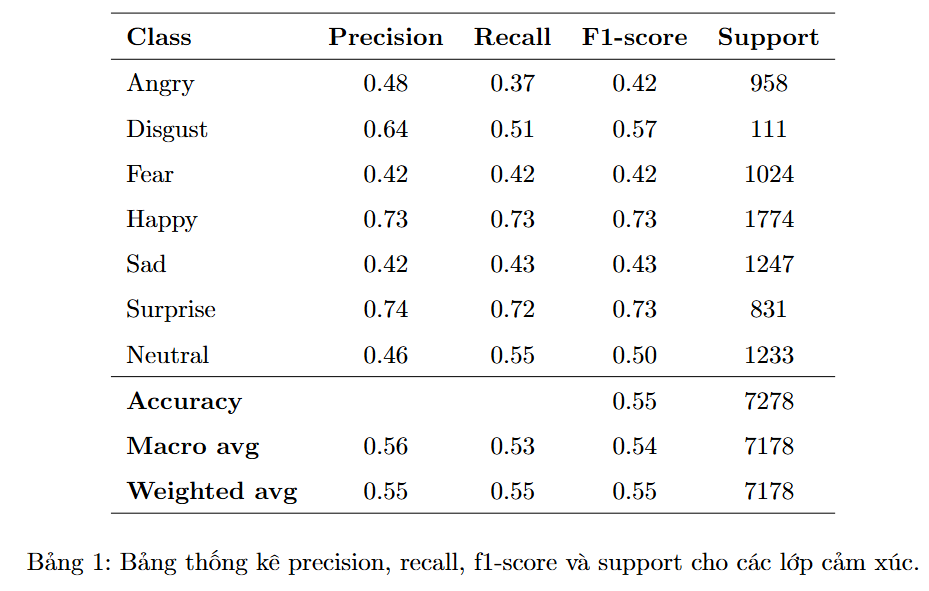 Class Precision Recall F1-score Support
Angry 0.48 0.37 0.42 958
Disgust 0.64 0.51 0.57 111
Fear 0.42 0.42 0.42 1024
Happy 0.73 0.73 0.73 1774
Sad 0.42 0.43 0.43 1247
Surprise 0.74 0.72 0.73 831
Neutral 0.46 0.55 0.50 1233
Accuracy 0.55 7278
Macro avg 0.56 0.53 0.54 7178
Weighted avg 0.55 0.55 0.55 7178
Bảng 1: Bảng thống kê precision, recall, f1-score và support cho các lớp cảm xúc.